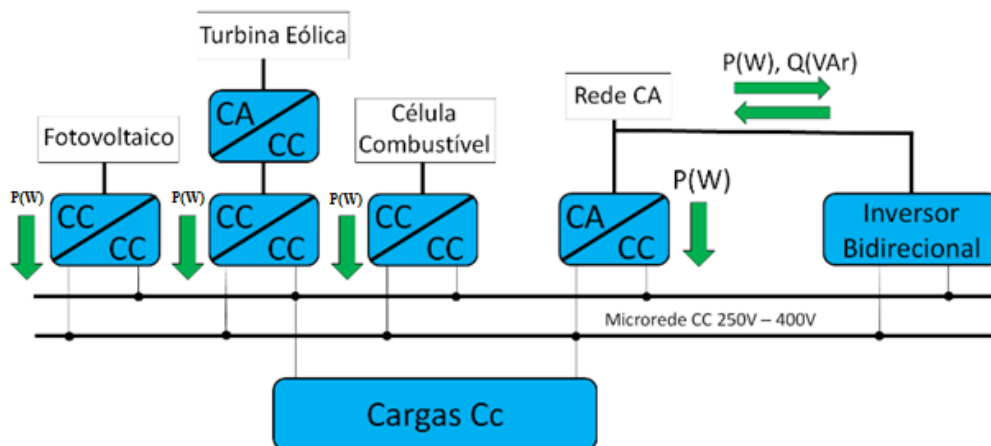 Turbina Eólica
P(W), Q(VAr)
Rede CA
CA
CC
Célula
Combustível
Fotovoltaico
P(W)
CC
CC
P(W)
CC
CC
P(W)
CC
CC
CA
CC
P(W)
Inversor
Bidirecional
Microrede CC 250V – 400V
Cargas Cc